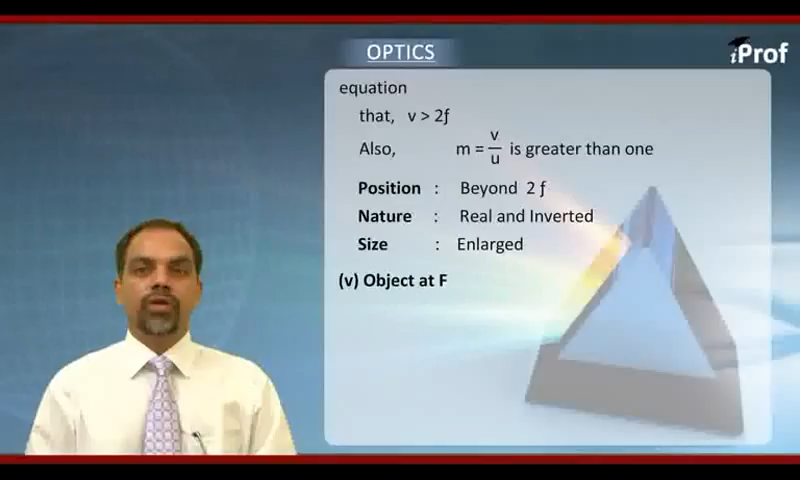 OPTICS
iProf
equation
that, v > 2ƒ
Also, m = v/u is greater than one
Position : Beyond 2 ƒ
Nature : Real and Inverted
Size : Enlarged
(v) Object at F